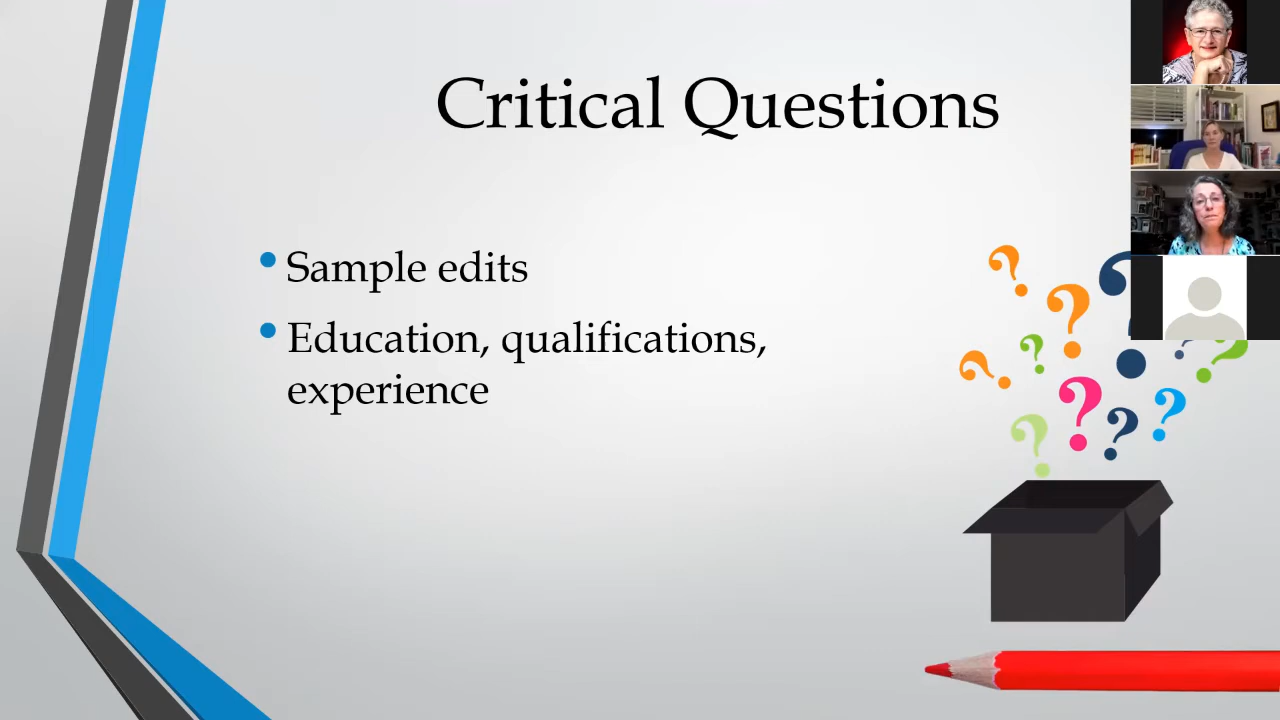 Critical Questions
• Sample edits
• Education, qualifications,
experience